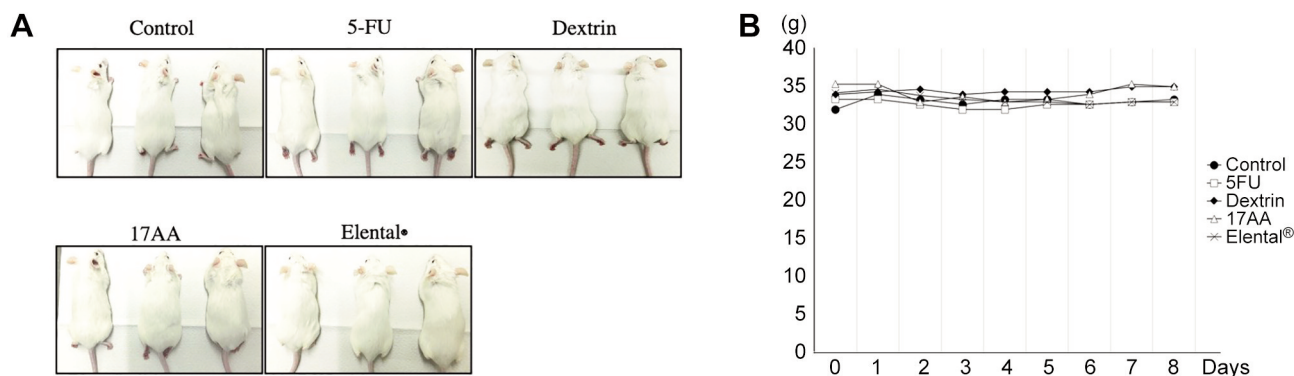 A
Control 5-FU Dextrin
17AA Elental®
B (g)
40
35
30
25
20
15
10
5
0
0 1 2 3 4 5 6 7 8 Days
Control
5FU
Dextrin
17AA
Elental®